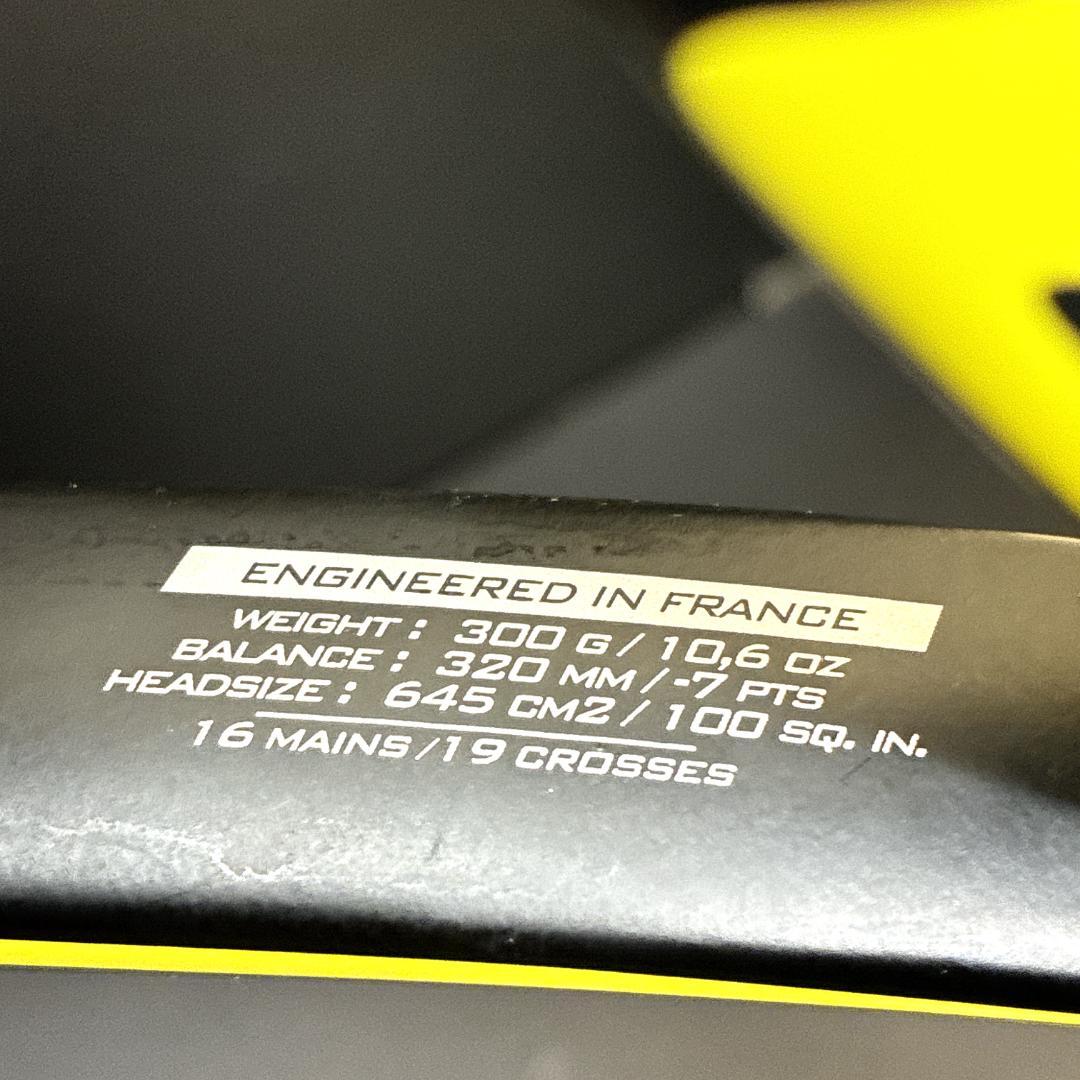 ENGINEERED IN FRANCE
WEIGHT : 300 G / 10,6 OZ
BALANCE : 320 MM / -7 PTS
HEADSIZE : 645 CM2 / 100 SQ. IN.
16 MAINS / 19 CROSSES